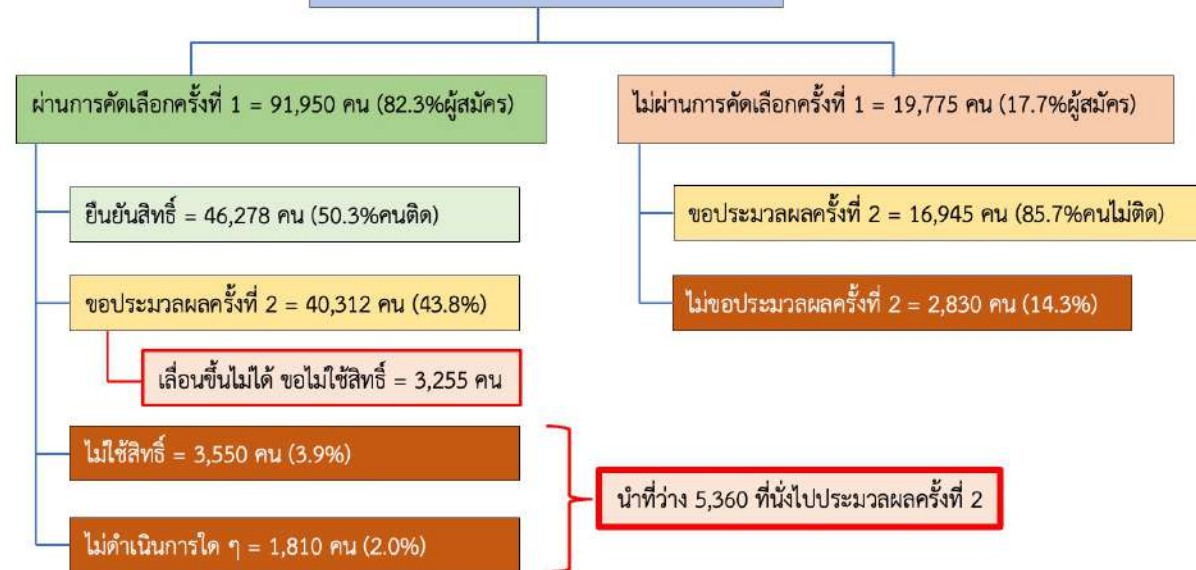 ผ่านการคัดเลือกครั้งที่ 1 = 91,950 คน (82.3%ผู้สมัคร)
ไม่ผ่านการคัดเลือกครั้งที่ 1 = 19,775 คน (17.7%ผู้สมัคร)
ยืนยันสิทธิ์ = 46,278 คน (50.3%คนติด)
ขอประมวลผลครั้งที่ 2 = 16,945 คน (85.7%คนไม่ติด)
ขอประมวลผลครั้งที่ 2 = 40,312 คน (43.8%)
ไม่ขอประมวลผลครั้งที่ 2 = 2,830 คน (14.3%)
เลื่อนขึ้นไม่ได้ ขอไม่ใช้สิทธิ์ = 3,255 คน
ไม่ใช้สิทธิ์ = 3,550 คน (3.9%)
นำที่ว่าง 5,360 ที่นั่งไปประมวลผลครั้งที่ 2
ไม่ดำเนินการใด ๆ = 1,810 คน (2.0%)